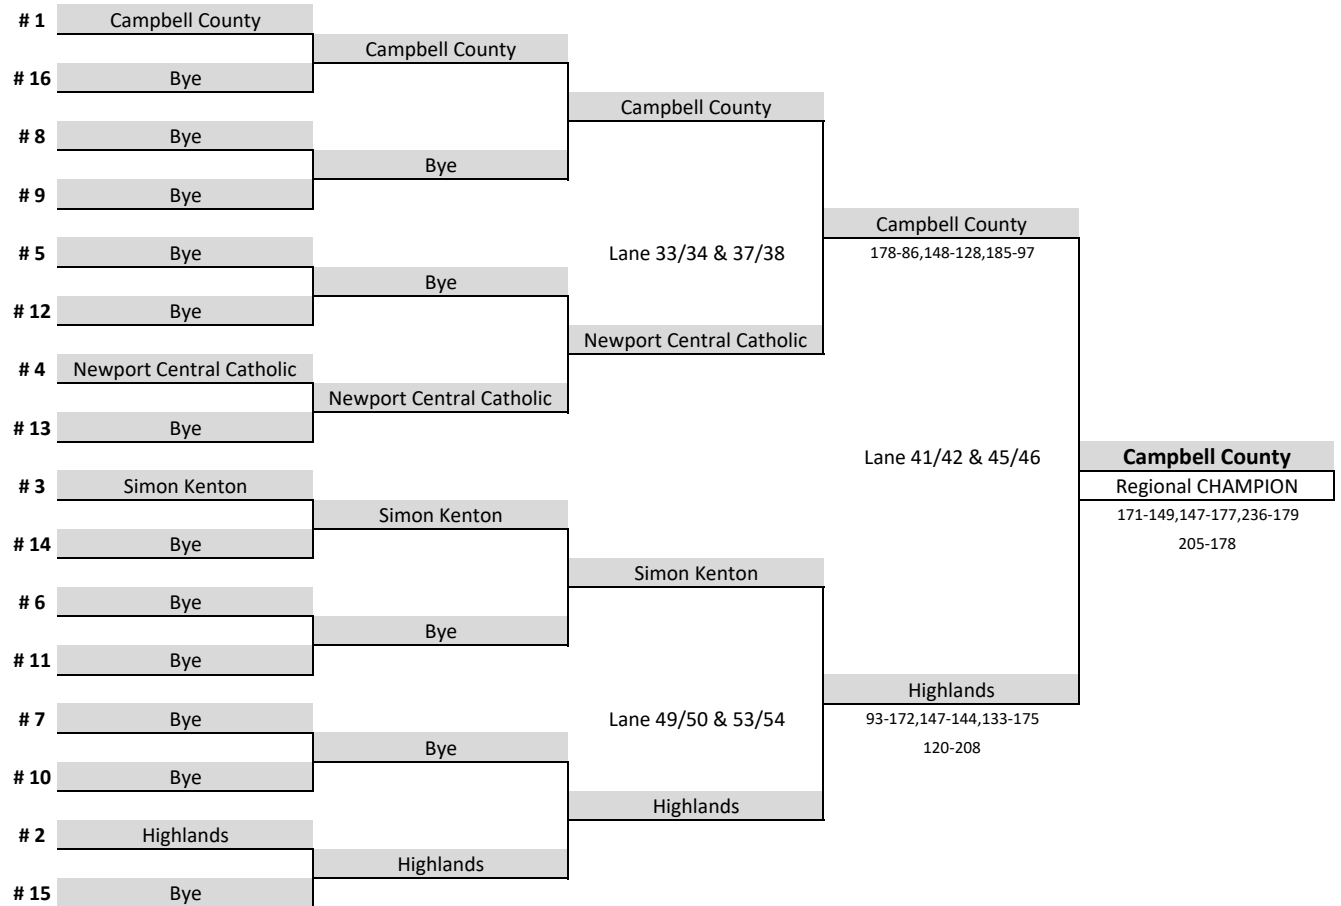 # 1 Campbell County
Campbell County
# 16 Bye
Campbell County
# 8 Bye
Bye
# 9 Bye
Campbell County
# 5 Bye
Lane 33/34 & 37/38
178-86,148-128,185-97
Bye
# 12 Bye
Newport Central Catholic
# 4 Newport Central Catholic
Newport Central Catholic
# 13 Bye
Lane 41/42 & 45/46
Campbell County
# 3 Simon Kenton
Regional CHAMPION
Simon Kenton
171-149,147-177,236-179
# 14 Bye
205-178
Simon Kenton
# 6 Bye
Bye
# 11 Bye
Highlands
# 7 Bye
Lane 49/50 & 53/54
93-172,147-144,133-175
Bye
120-208
# 10 Bye
Highlands
# 2 Highlands
Highlands
# 15 Bye